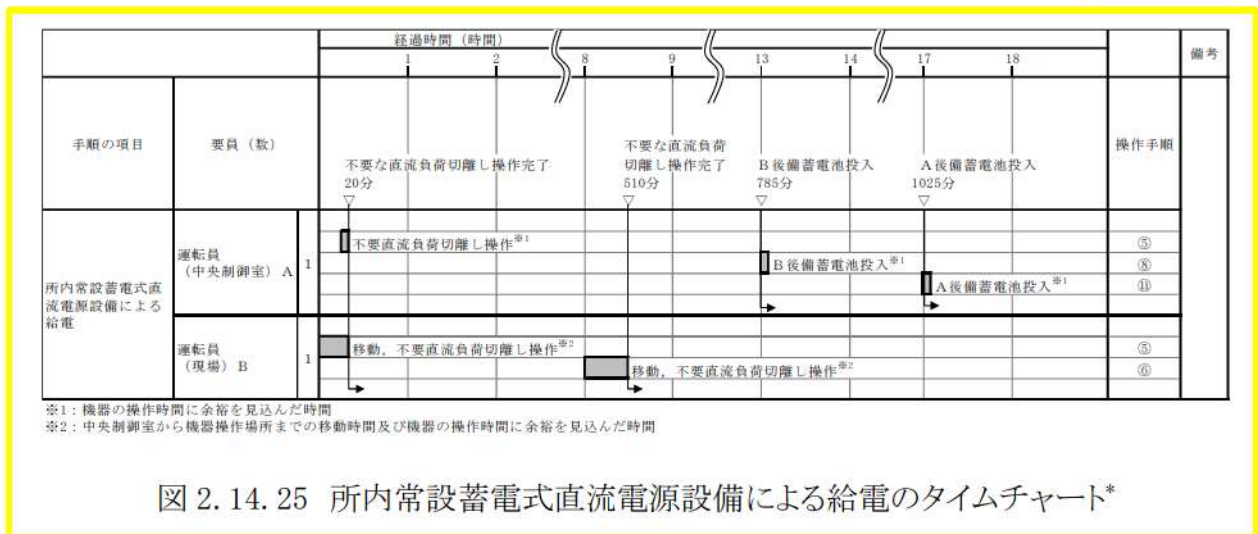 経過時間（時間）
1 2 8 9 13 14 17 18
備考
手順の項目
要員（数）
操作手順
不要な直流負荷切離し操作完了
20分
不要な直流負荷
切離し操作完了
510分
B後備蓄電池投入
785分
A後備蓄電池投入
1025分
所内常設蓄電式直
流電源設備による
給電
運転員
（中央制御室）A
1
不要直流負荷切離し操作※1
⑤
B後備蓄電池投入※1
⑧
A後備蓄電池投入※1
⑪
運転員
（現場）B
1
移動，不要直流負荷切離し操作※2
⑤
移動，不要直流負荷切離し操作※2
⑥
※1：機器の操作時間に余裕を見込んだ時間
※2：中央制御室から機器操作場所までの移動時間及び機器の操作時間に余裕を見込んだ時間
図 2.14.25 所内常設蓄電式直流電源設備による給電のタイムチャート*